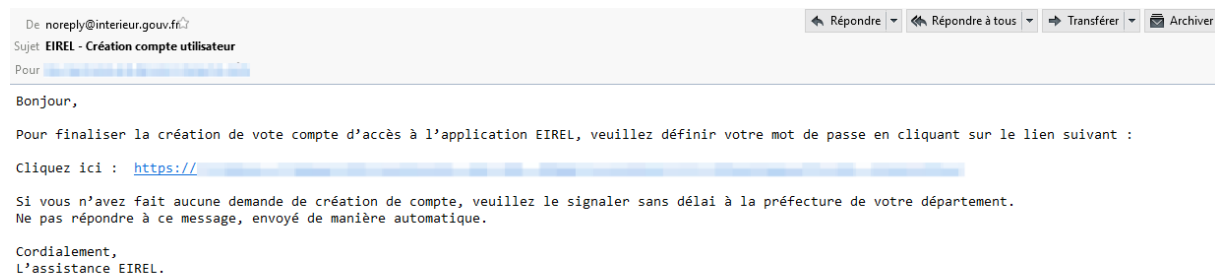 De noreply@interieur.gouv.fr
Répondre Répondre à tous Transférer Archiver
Sujet EIREL - Création compte utilisateur
Pour
Bonjour,
Pour finaliser la création de vote compte d’accès à l’application EIREL, veuillez définir votre mot de passe en cliquant sur le lien suivant :
Cliquez ici : https://
Si vous n’avez fait aucune demande de création de compte, veuillez le signaler sans délai à la préfecture de votre département.
Ne pas répondre à ce message, envoyé de manière automatique.
Cordialement,
L’assistance EIREL.